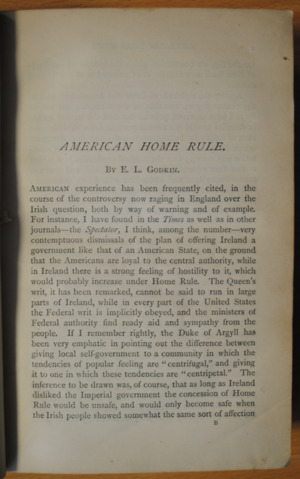 AMERICAN HOME RULE.
BY E. L. GODKIN.
AMERICAN experience has been frequently cited, in the
course of the controversy now raging in England over the
Irish question, both by way of warning and of example.
For instance, I have found in the Times as well as in other
journals—the Spectator, I think, among the number—very
contemptuous dismissals of the plan of offering Ireland a
government like that of an American State, on the ground
that the Americans are loyal to the central authority, while
in Ireland there is a strong feeling of hostility to it, which
would probably increase under Home Rule. The Queen's
writ, it has been remarked, cannot be said to run in large
parts of Ireland, while in every part of the United States
the Federal writ is implicitly obeyed, and the ministers of
Federal authority find ready aid and sympathy from the
people. If I remember rightly, the Duke of Argyll has
been very emphatic in pointing out the difference between
giving local self-government to a community in which the
tendencies of popular feeling are "centrifugal," and giving
it to one in which these tendencies are "centripetal." The
inference to be drawn was, of course, that as long as Ireland
disliked the Imperial government the concession of Home
Rule would be unsafe, and would only become safe when
the Irish people showed somewhat the same sort of affection
B